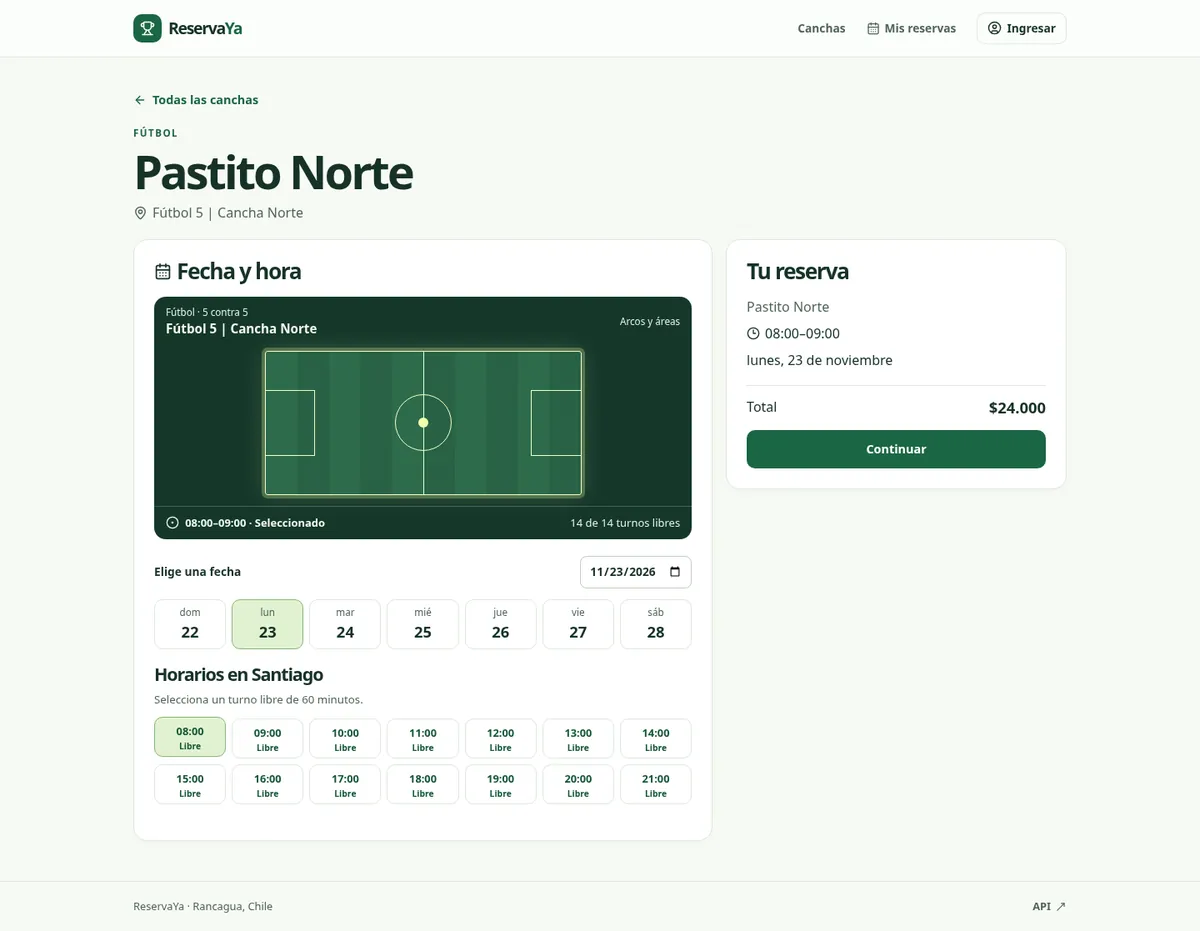 ReservaYa
Canchas
Mis reservas
Ingresar
Todas las canchas
FÚTBOL
Pastito Norte
Fútbol 5 | Cancha Norte
Fecha y hora
Fútbol · 5 contra 5
Fútbol 5 | Cancha Norte
Arcos y áreas
08:00–09:00 · Seleccionado
14 de 14 turnos libres
Elige una fecha
11/23/2026
dom lun mar mié jue vie sáb
22 23 24 25 26 27 28
Horarios en Santiago
Selecciona un turno libre de 60 minutos.
08:00 09:00 10:00 11:00 12:00 13:00 14:00
Libre Libre Libre Libre Libre Libre Libre
15:00 16:00 17:00 18:00 19:00 20:00 21:00
Libre Libre Libre Libre Libre Libre Libre
Tu reserva
Pastito Norte
08:00–09:00
lunes, 23 de noviembre
Total $24.000
Continuar
ReservaYa · Rancagua, Chile
API ↗